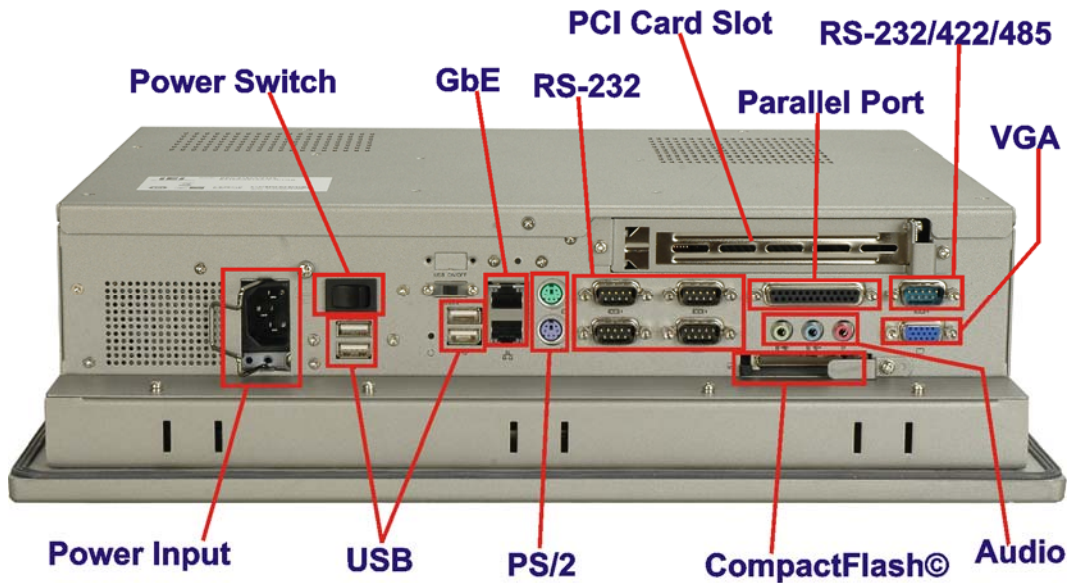 PCI Card Slot
RS-232/422/485
Power Switch
GbE
RS-232
Parallel Port
VGA
Power Input
USB
PS/2
CompactFlash©
Audio